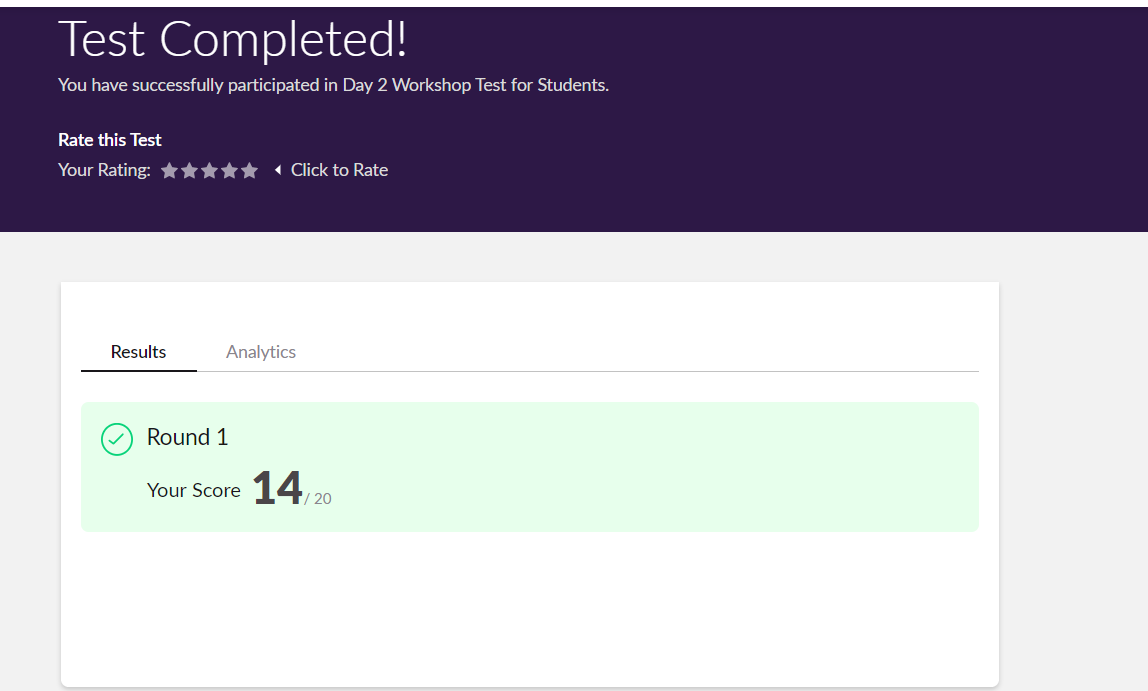 Test Completed!
You have successfully participated in Day 2 Workshop Test for Students.
Rate this Test
Your Rating: Click to Rate
Results Analytics
Round 1
Your Score 14 / 20